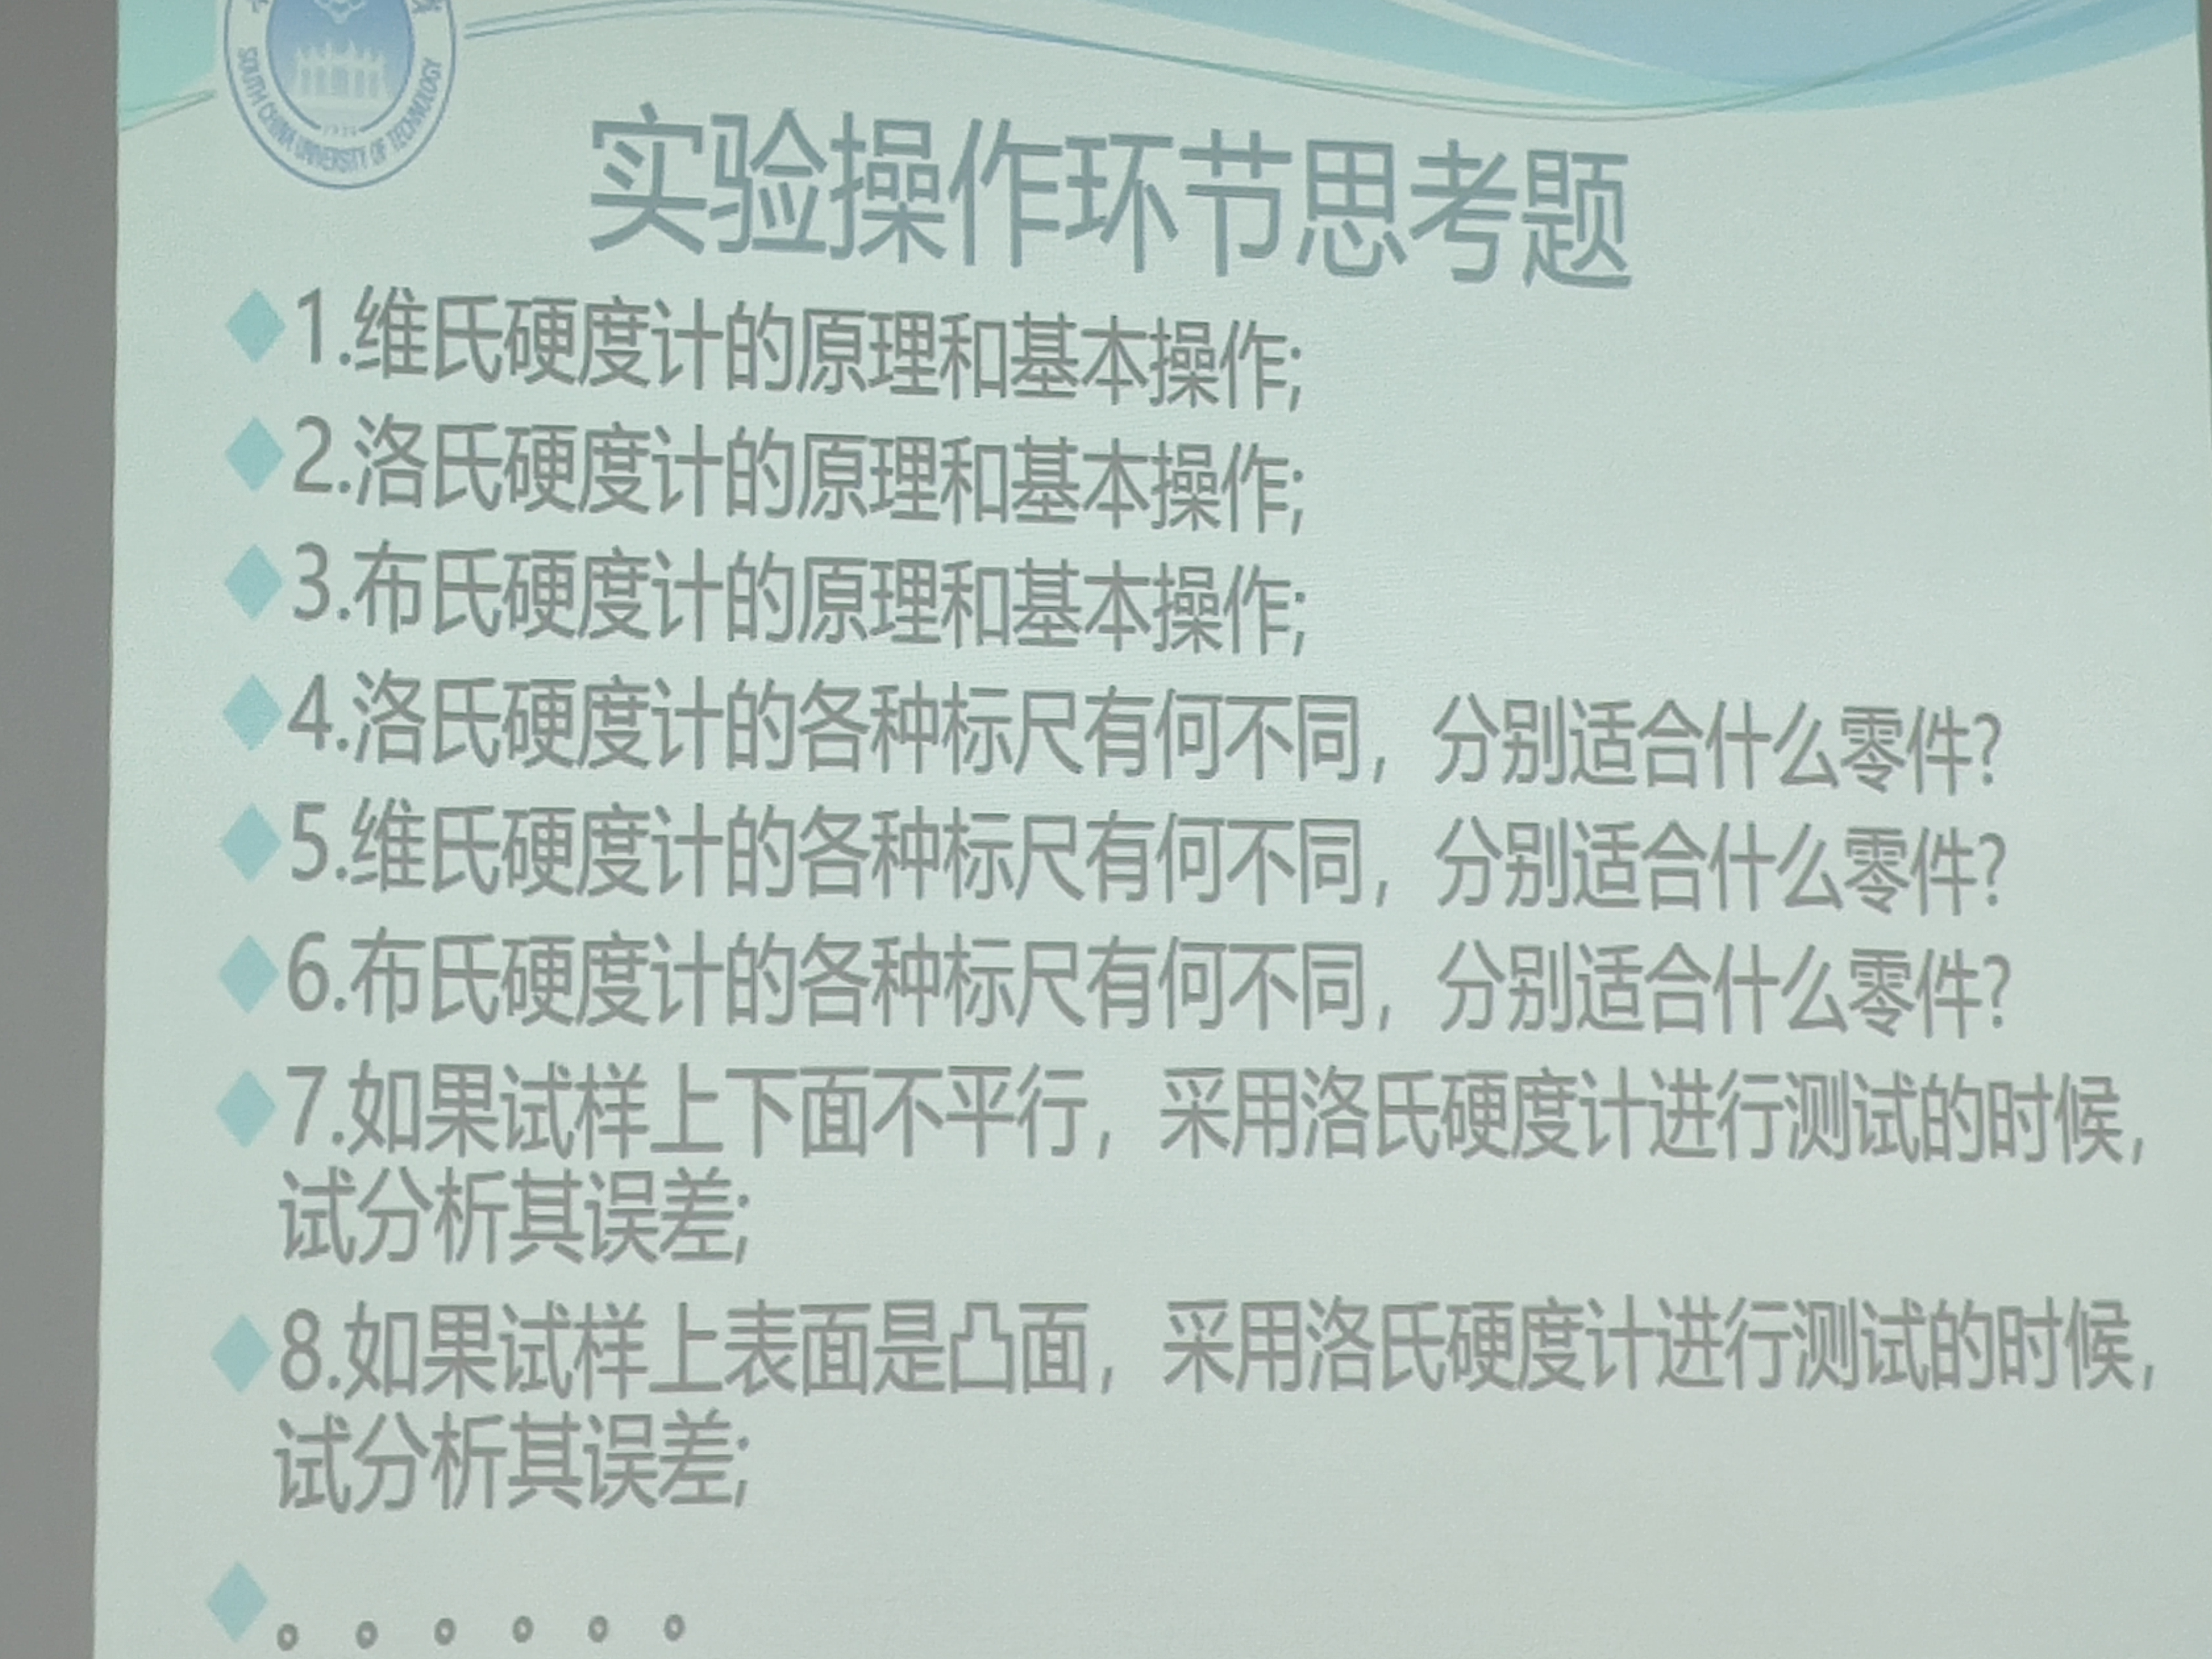 SOUTH CHINA UNIVERSITY OF TECHNOLOGY
实验操作环节思考题
1.维氏硬度计的原理和基本操作;
2.洛氏硬度计的原理和基本操作;
3.布氏硬度计的原理和基本操作;
4.洛氏硬度计的各种标尺有何不同，分别适合什么零件?
5.维氏硬度计的各种标尺有何不同，分别适合什么零件?
6.布氏硬度计的各种标尺有何不同，分别适合什么零件?
7.如果试样上下面不平行，采用洛氏硬度计进行测试的时候，
试分析其误差;
8.如果试样上表面是凸面，采用洛氏硬度计进行测试的时候，
试分析其误差;
。。。。。。